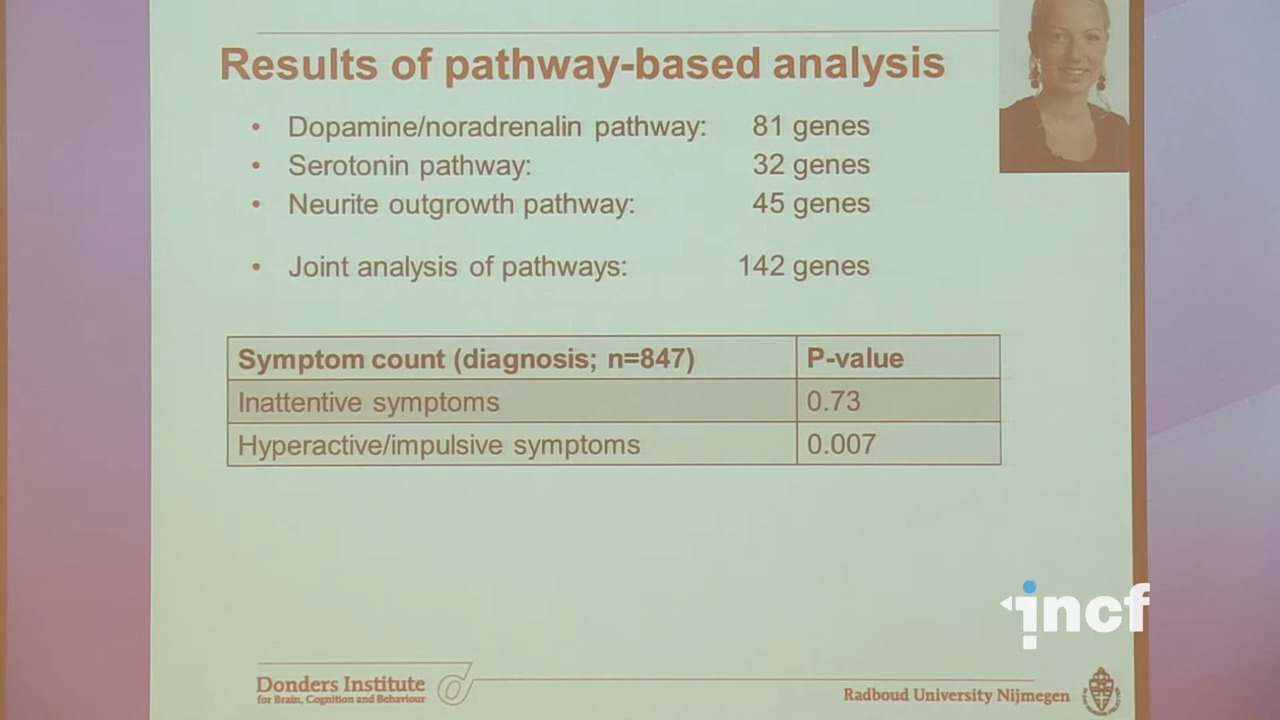 Results of pathway-based analysis
• Dopamine/noradrenalin pathway: 81 genes
• Serotonin pathway: 32 genes
• Neurite outgrowth pathway: 45 genes
• Joint analysis of pathways: 142 genes
Symptom count (diagnosis; n=847) P-value
Inattentive symptoms 0.73
Hyperactive/impulsive symptoms 0.007
incf
Donders Institute
for Brain, Cognition and Behaviour
Radboud University Nijmegen